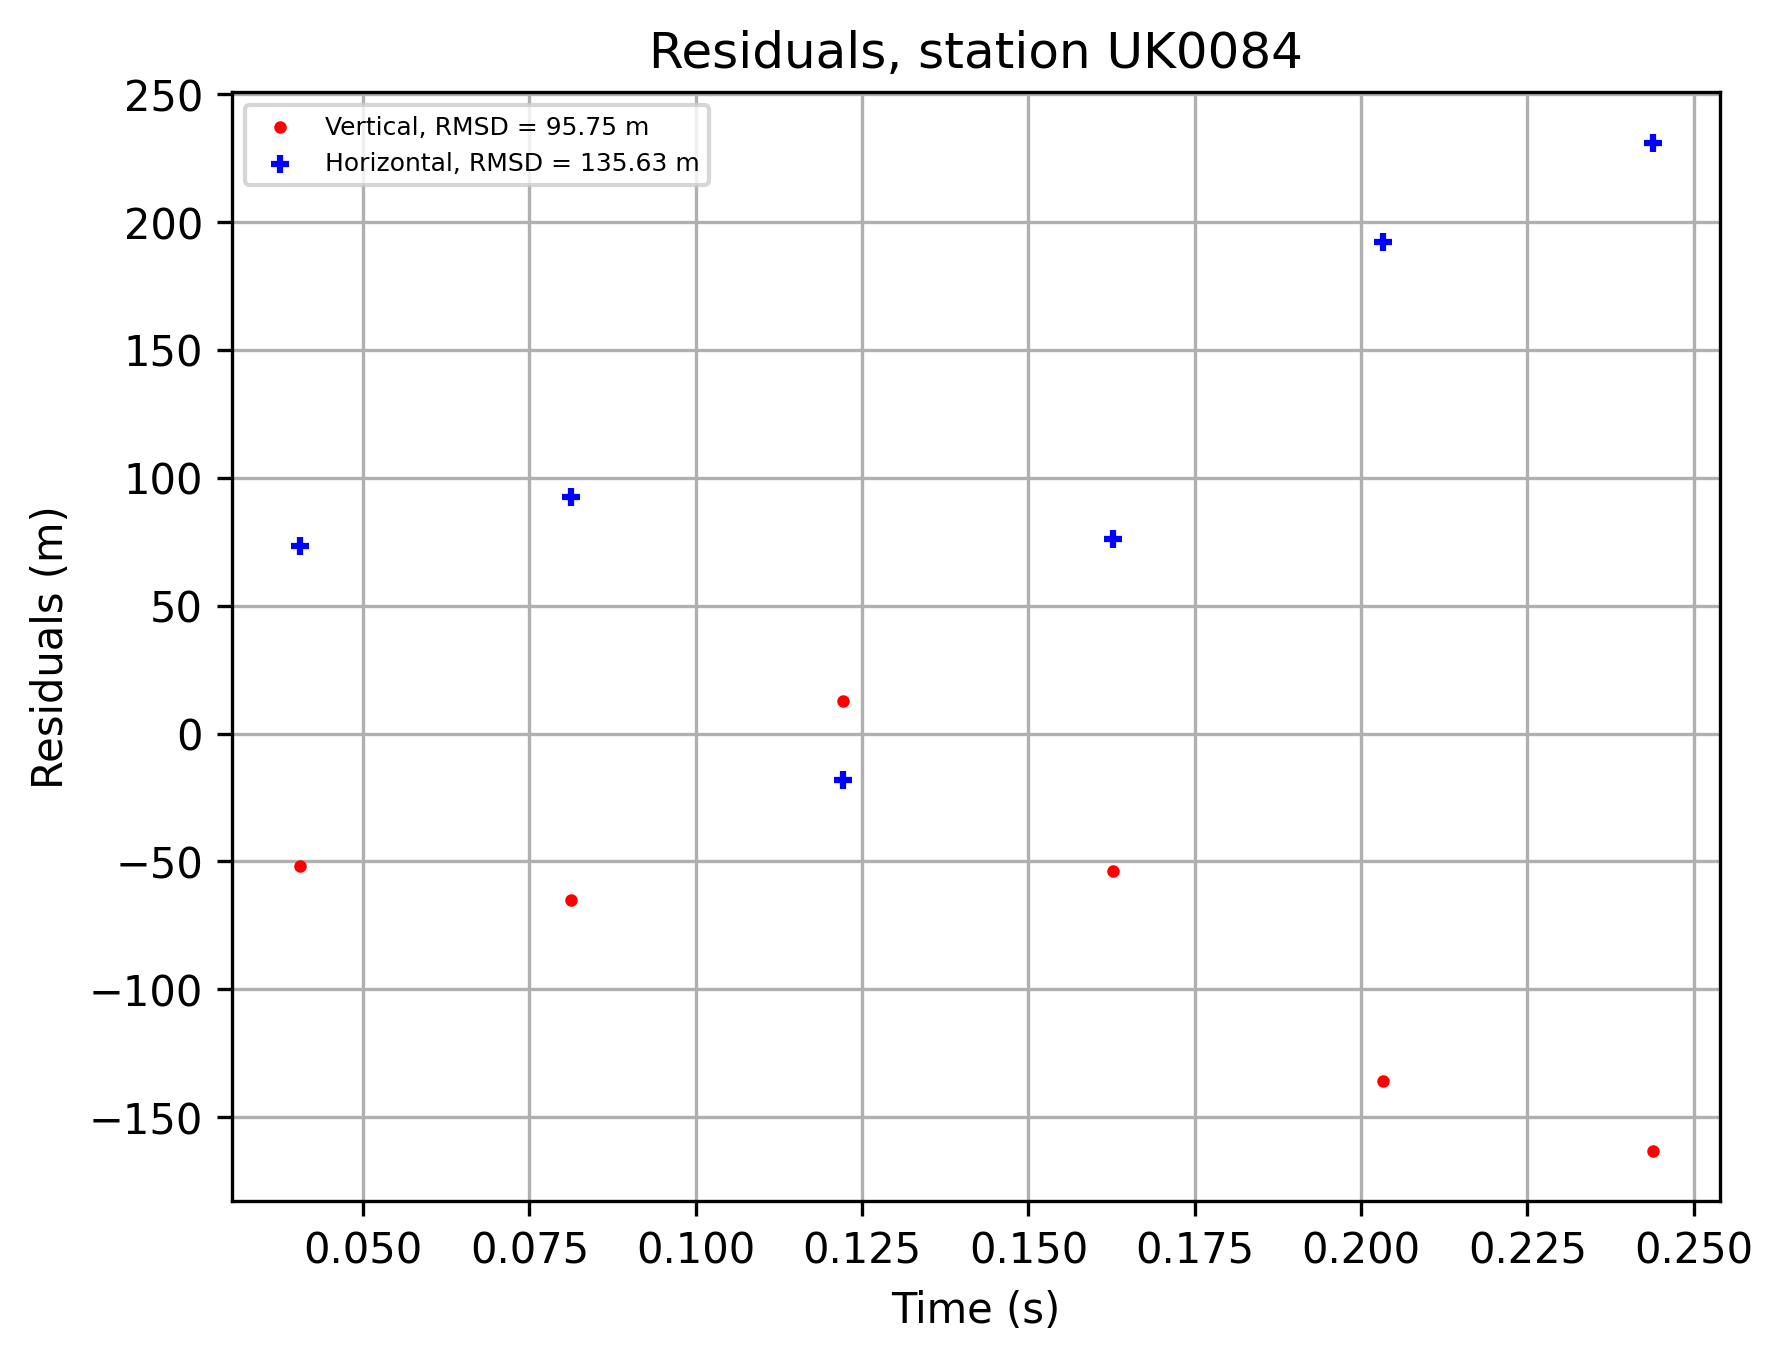 Residuals, station UK0084
Vertical, RMSD = 95.75 m
Horizontal, RMSD = 135.63 m
Residuals (m)
250
200
150
100
50
0
−50
−100
−150
0.050 0.075 0.100 0.125 0.150 0.175 0.200 0.225 0.250
Time (s)